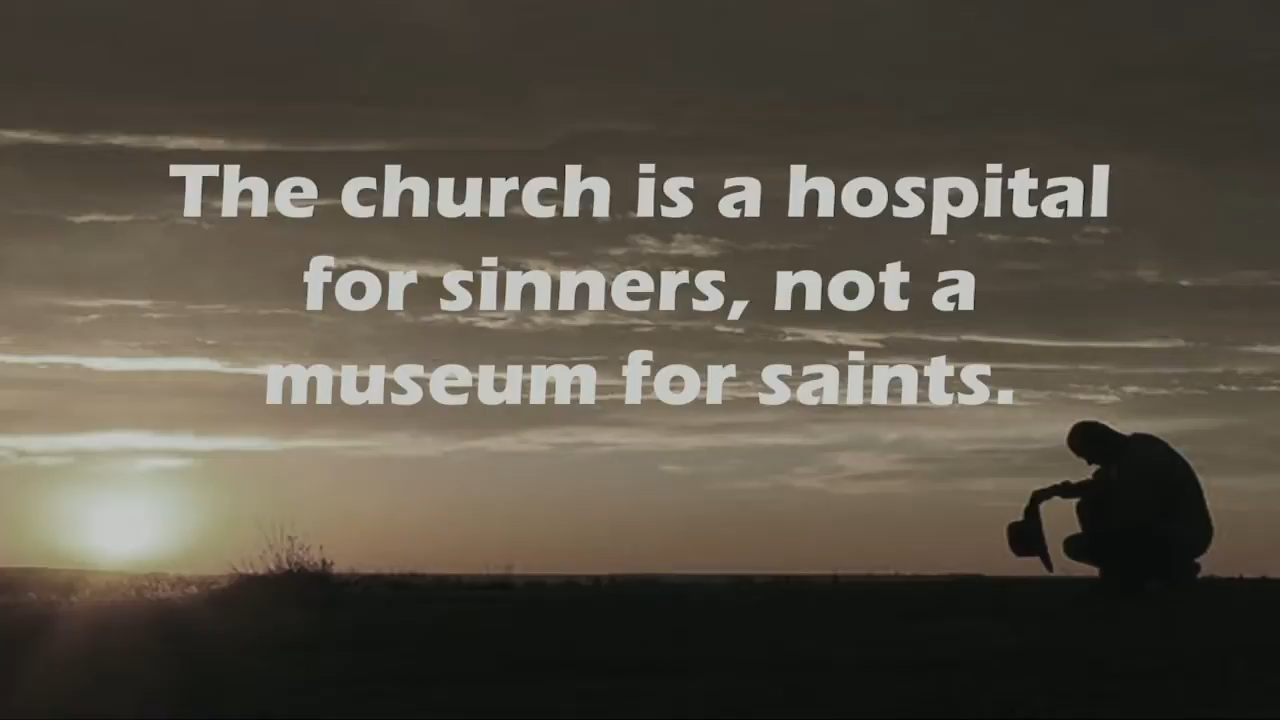 The church is a hospital
for sinners, not a
museum for saints.